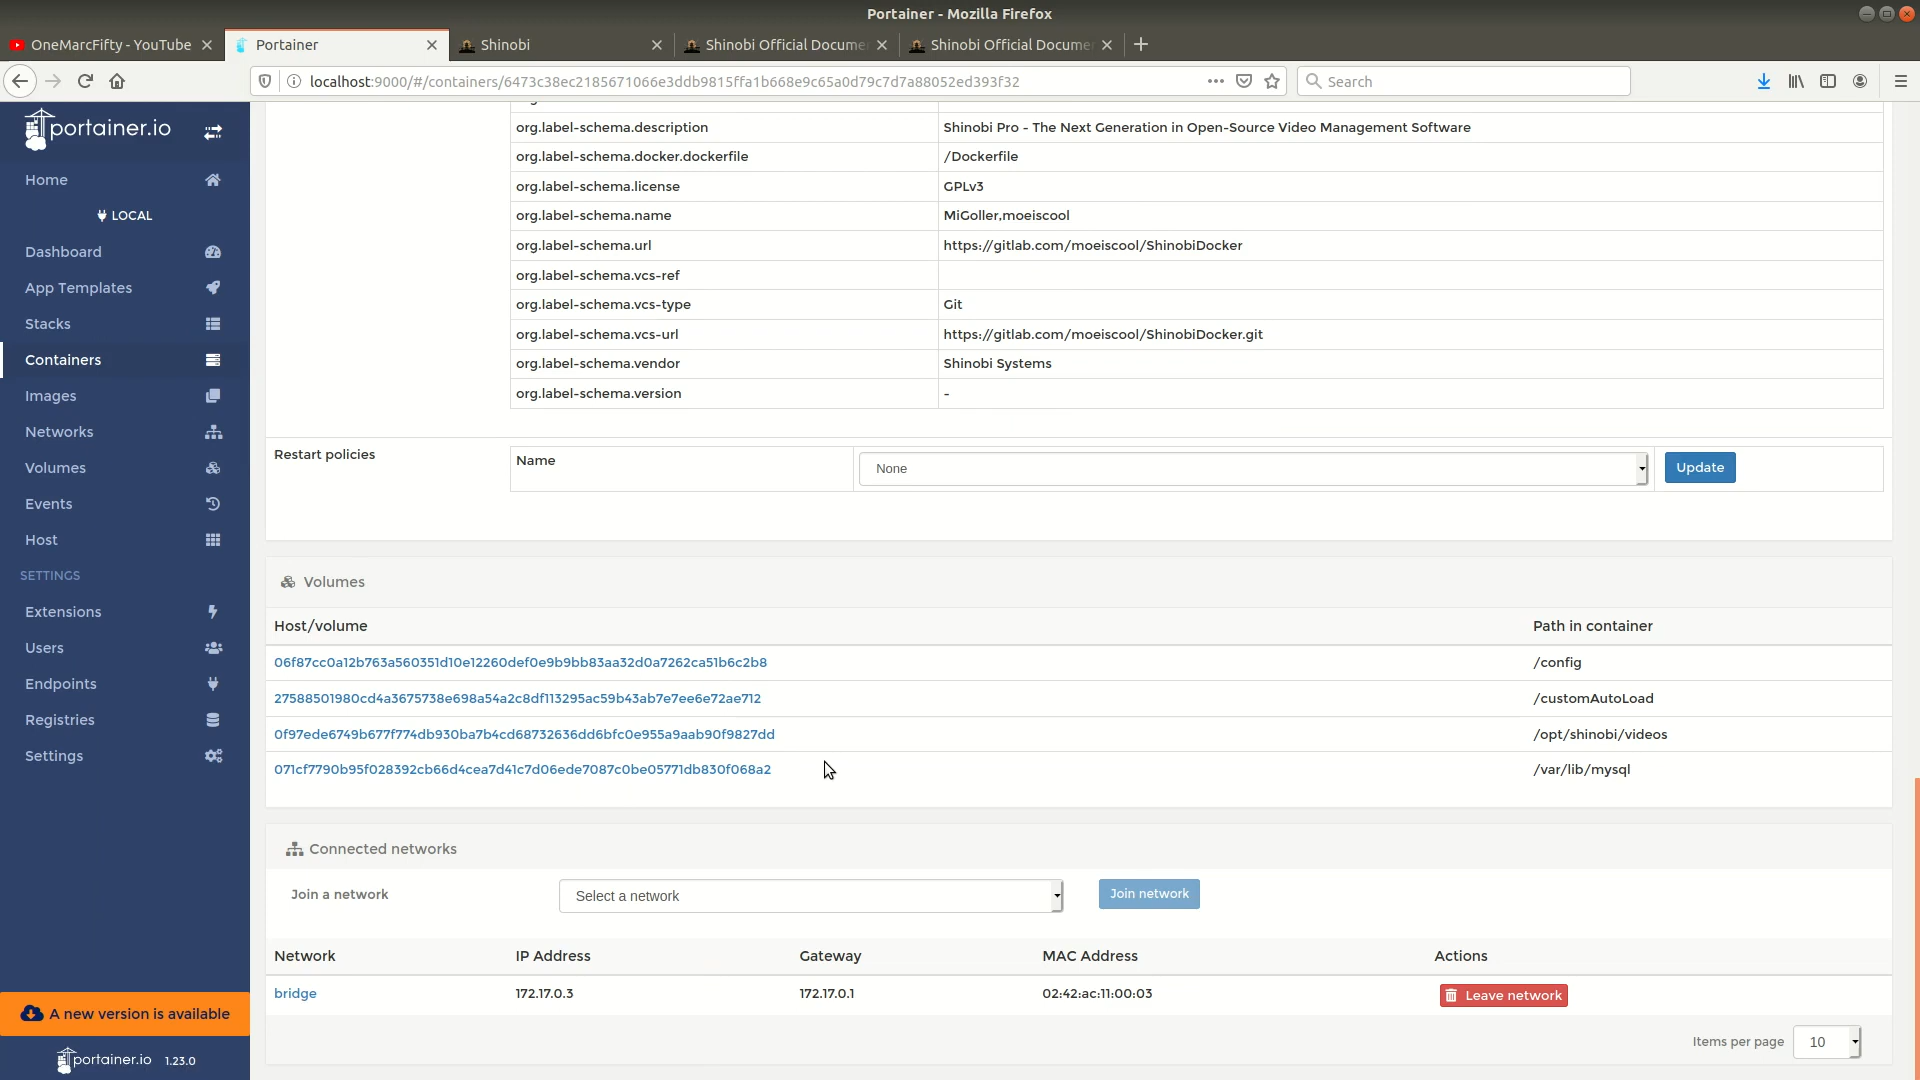 Portainer - Mozilla Firefox
OneMarcFifty - YouTube
Portainer
Shinobi
Shinobi Official Docume
Shinobi Official Docume
localhost:9000/#/containers/6473c38ec2185671066e3ddb9815ffa1b668e9c65a0d79c7d7a88052ed393f32
Search
portainer.io
Home
LOCAL
Dashboard
App Templates
Stacks
Containers
Images
Networks
Volumes
Events
Host
SETTINGS
Extensions
Users
Endpoints
Registries
Settings
A new version is available
portainer.io 1.23.0
org.label-schema.description Shinobi Pro - The Next Generation in Open-Source Video Management Software
org.label-schema.docker.dockerfile /Dockerfile
org.label-schema.license GPLv3
org.label-schema.name MiGoller,moeiscool
org.label-schema.url https://gitlab.com/moeiscool/ShinobiDocker
org.label-schema.vcs-ref
org.label-schema.vcs-type Git
org.label-schema.vcs-url https://gitlab.com/moeiscool/ShinobiDocker.git
org.label-schema.vendor Shinobi Systems
org.label-schema.version -
Restart policies Name None Update
Volumes
Host/volume Path in container
06f87cc0a12b763a560351d10e12260def0e9b9bb83aa32d0a7262ca51b6c2b8 /config
27588501980cd4a3675738e698a54a2c8df113295ac59b43ab7e7ee6e72ae712 /customAutoLoad
0f97ede6749b677f774db930ba7b4cd68732636dd6bfc0e955a9aab90f9827dd /opt/shinobi/videos
071cf7790b95f028392cb66d4cea7d41c7d06ede7087c0be05771db830f068a2 /var/lib/mysql
Connected networks
Join a network Select a network Join network
Network IP Address Gateway MAC Address Actions
bridge 172.17.0.3 172.17.0.1 02:42:ac:11:00:03 Leave network
Items per page 10